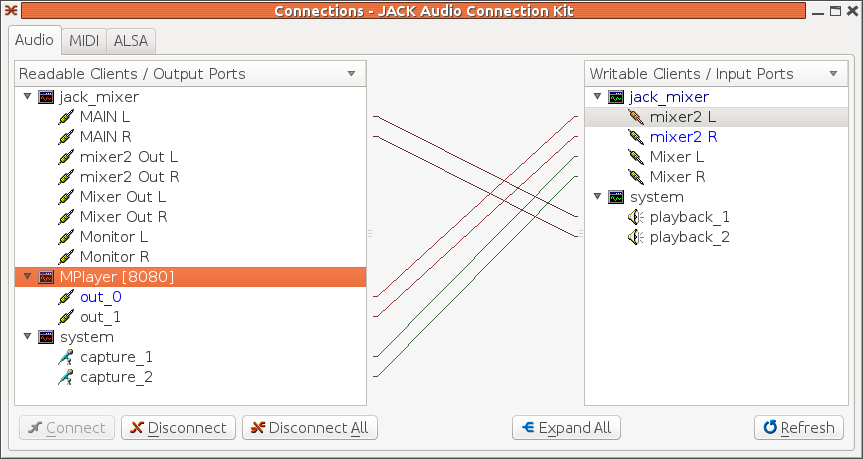 Connections - JACK Audio Connection Kit
Audio MIDI ALSA
Readable Clients / Output Ports
jack_mixer
MAIN L
MAIN R
mixer2 Out L
mixer2 Out R
Mixer Out L
Mixer Out R
Monitor L
Monitor R
MPlayer [8080]
out_0
out_1
system
capture_1
capture_2
Writable Clients / Input Ports
jack_mixer
mixer2 L
mixer2 R
Mixer L
Mixer R
system
playback_1
playback_2
Connect Disconnect Disconnect All Expand All Refresh